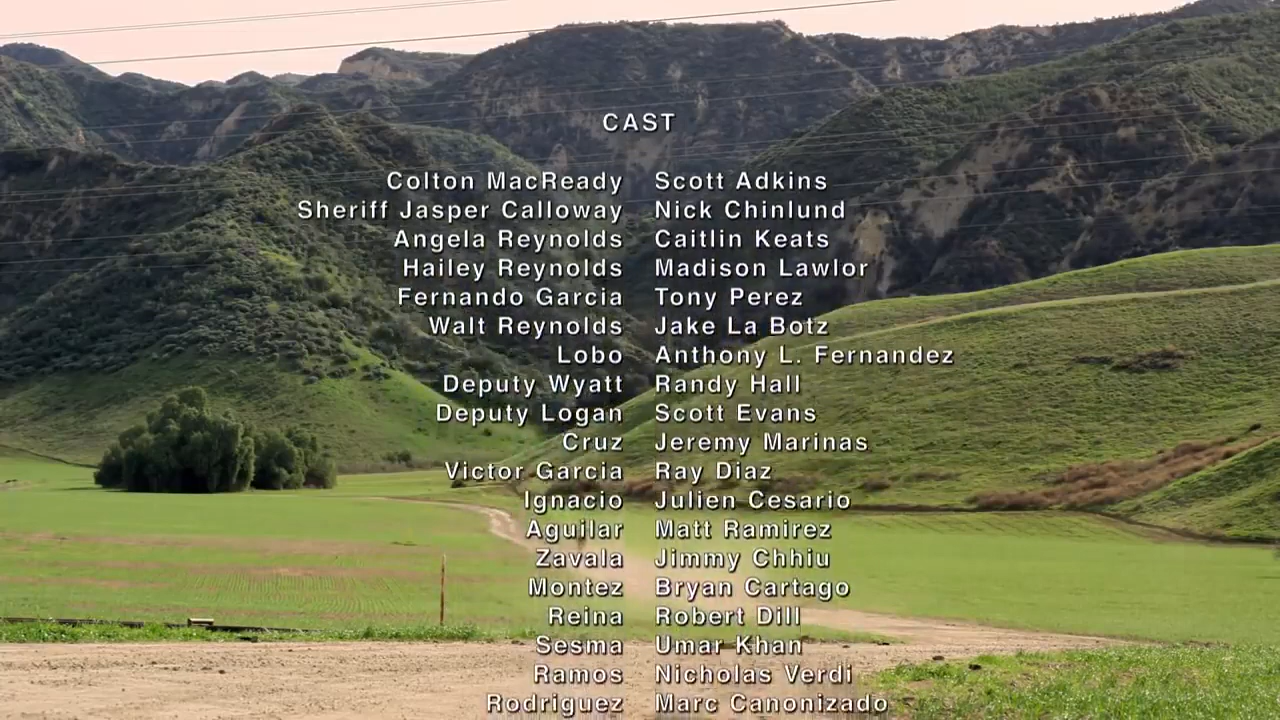 CAST
Colton MacReady Scott Adkins
Sheriff Jasper Calloway Nick Chinlund
Angela Reynolds Caitlin Keats
Hailey Reynolds Madison Lawlor
Fernando Garcia Tony Perez
Walt Reynolds Jake La Botz
Lobo Anthony L. Fernandez
Deputy Wyatt Randy Hall
Deputy Logan Scott Evans
Cruz Jeremy Marinas
Victor Garcia Ray Diaz
Ignacio Julien Cesario
Aguilar Matt Ramirez
Zavala Jimmy Chhiu
Montez Bryan Cartago
Reina Robert Dill
Sesma Umar Khan
Ramos Nicholas Verdi
Rodriguez Marc Canonizado